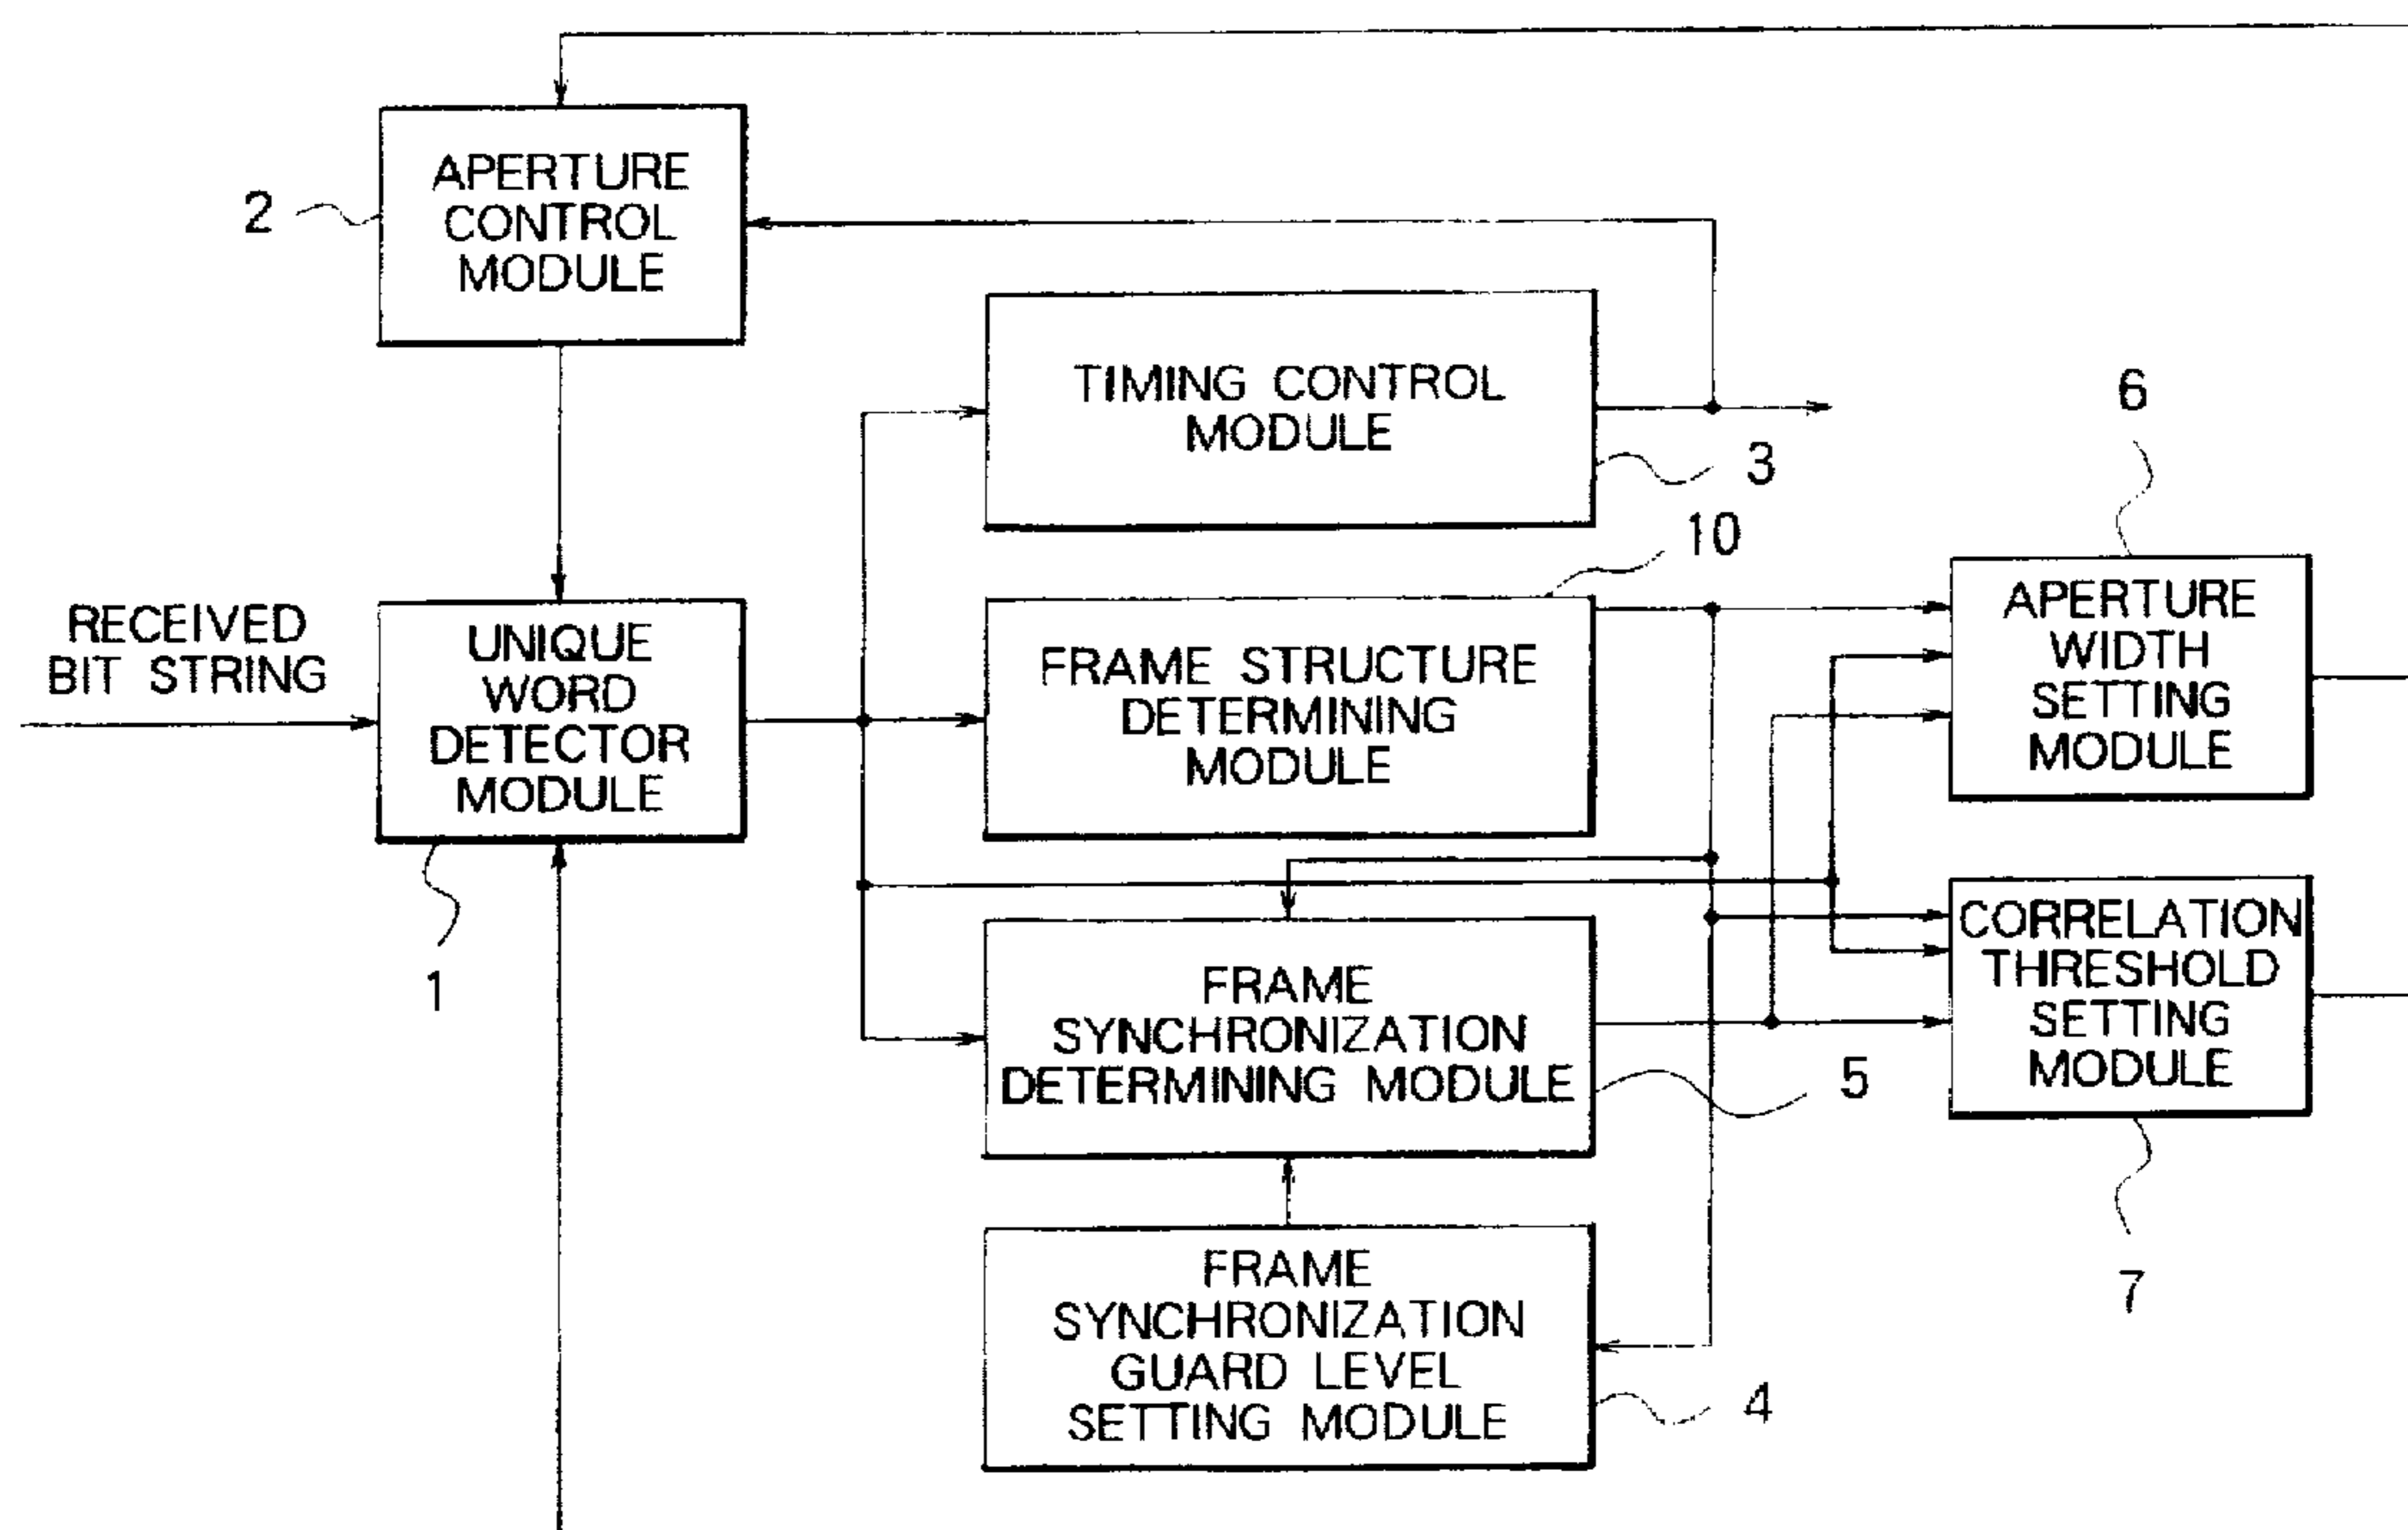 2
APERTURE
CONTROL
MODULE
TIMING CONTROL
MODULE
3
6
10
RECEIVED
BIT STRING
UNIQUE
WORD
DETECTOR
MODULE
1
FRAME STRUCTURE
DETERMINING
MODULE
APERTURE
WIDTH
SETTING
MODULE
FRAME
SYNCHRONIZATION
DETERMINING MODULE
5
CORRELATION
THRESHOLD
SETTING
MODULE
7
FRAME
SYNCHRONIZATION
GUARD LEVEL
SETTING MODULE
4